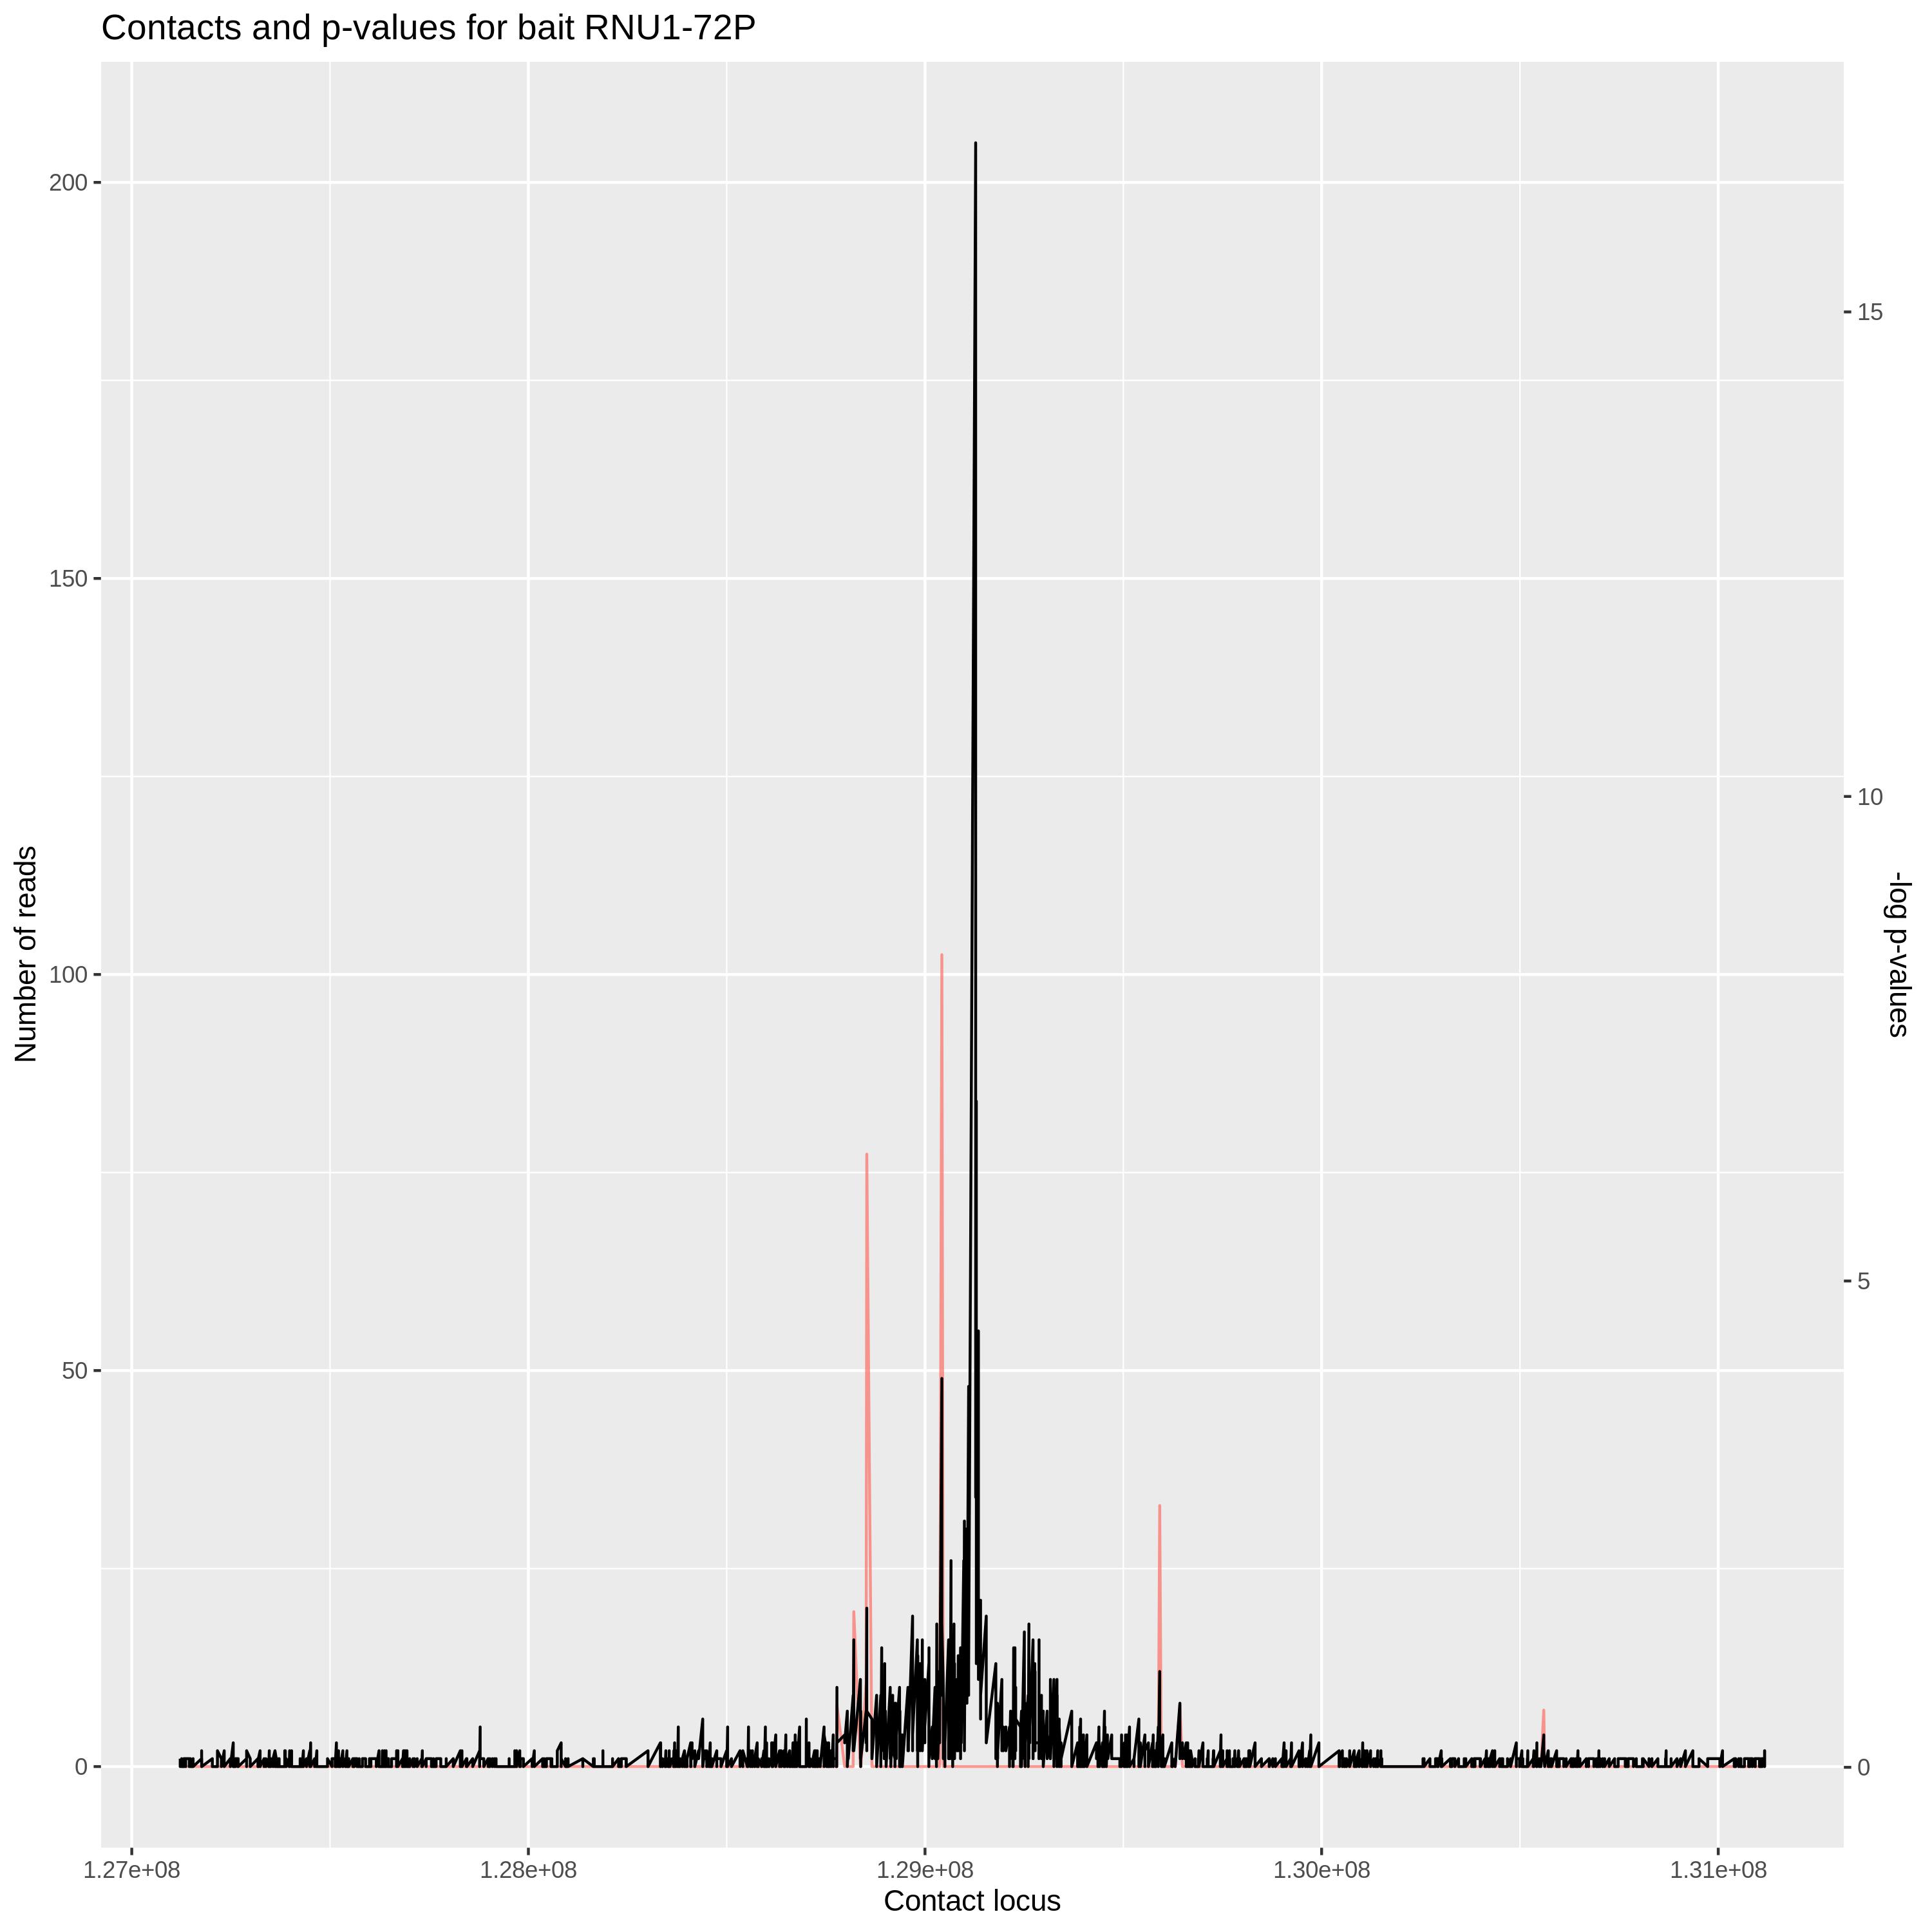 Contacts and p-values for bait RNU1-72P
200
150
100
50
0
Number of reads
15
10
5
0
-log p-values
1.27e+08
1.28e+08
1.29e+08
1.30e+08
1.31e+08
Contact locus